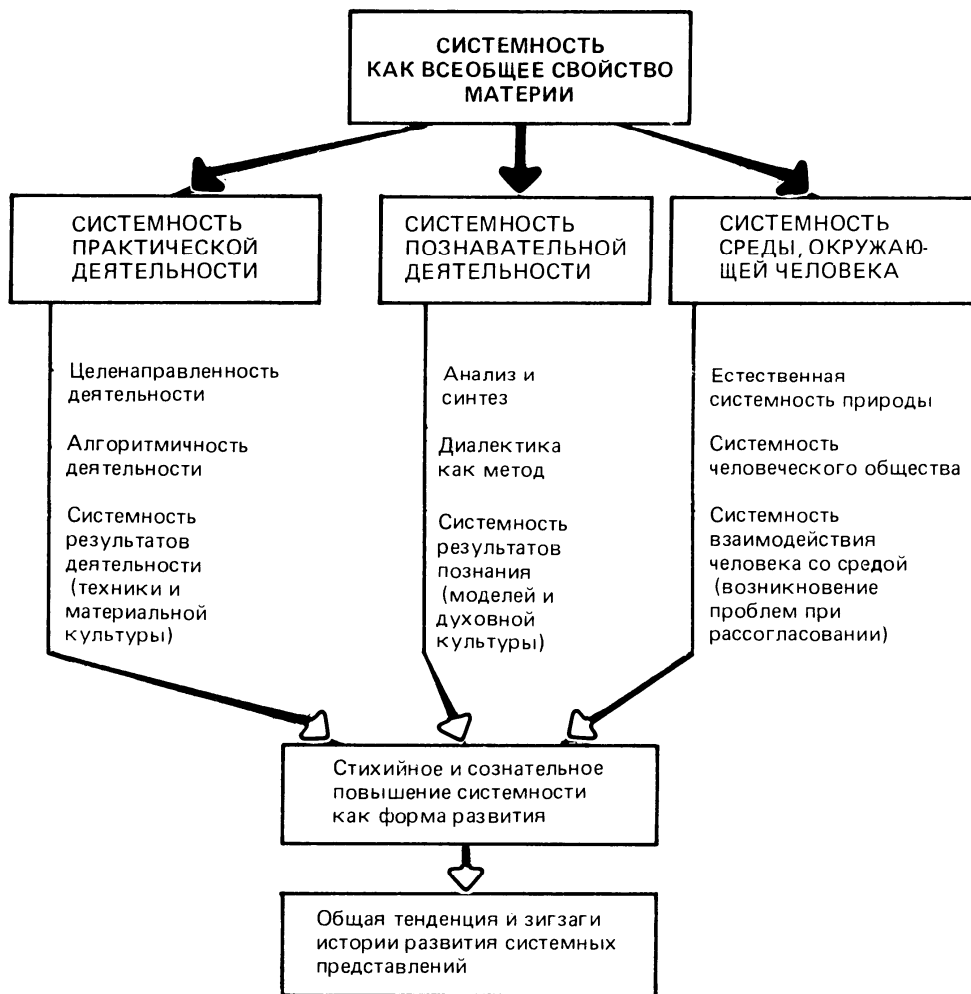 СИСТЕМНОСТЬ
КАК ВСЕОБЩЕЕ СВОЙСТВО
МАТЕРИИ
СИСТЕМНОСТЬ
ПРАКТИЧЕСКОЙ
ДЕЯТЕЛЬНОСТИ
СИСТЕМНОСТЬ
ПОЗНАВАТЕЛЬНОЙ
ДЕЯТЕЛЬНОСТИ
СИСТЕМНОСТЬ
СРЕДЫ, ОКРУЖАЮ-
ЩЕЙ ЧЕЛОВЕКА
Целенаправленность
деятельности
Алгоритмичность
деятельности
Системность
результатов
деятельности
(техники и
материальной
культуры)
Анализ и
синтез
Диалектика
как метод
Системность
результатов
познания
(моделей и
духовной
культуры)
Естественная
системность природы
Системность
человеческого общества
Системность
взаимодействия
человека со средой
(возникновение
проблем при
рассогласовании)
Стихийное и сознательное
повышение системности
как форма развития
Общая тенденция и зигзаги
истории развития системных
представлений